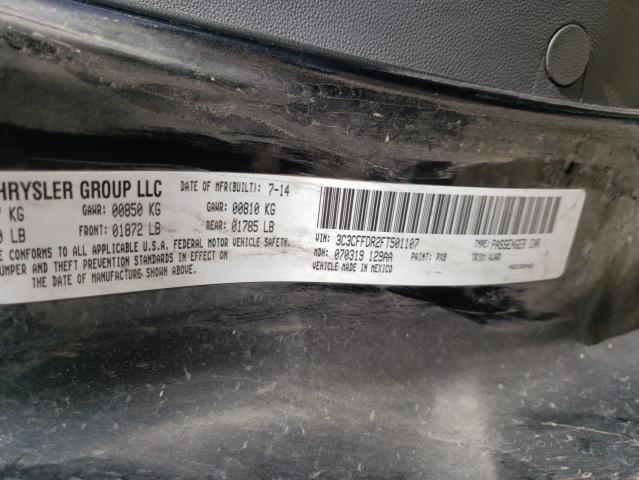 HRYSLER GROUP LLC DATE OF MFR(BUILT): 7-14
KG GAWR: 00850 KG GAWR: 00810 KG
LB FRONT: 01872 LB REAR: 01785 LB
E CONFORMS TO ALL APPLICABLE U.S.A. FEDERAL MOTOR VEHICLE SAFETY,
UMPER AND THEFT PREVENTION STANDARDS IN EFFECT ON
THE DATE OF MANUFACTURE SHOWN ABOVE.
VIN: 3C3CFFDR2FT501107 TYPE: PASSENGER CAR
MDH: 070319 129AA PAINT: PXB TRIM:
VEHICLE MADE IN MEXICO